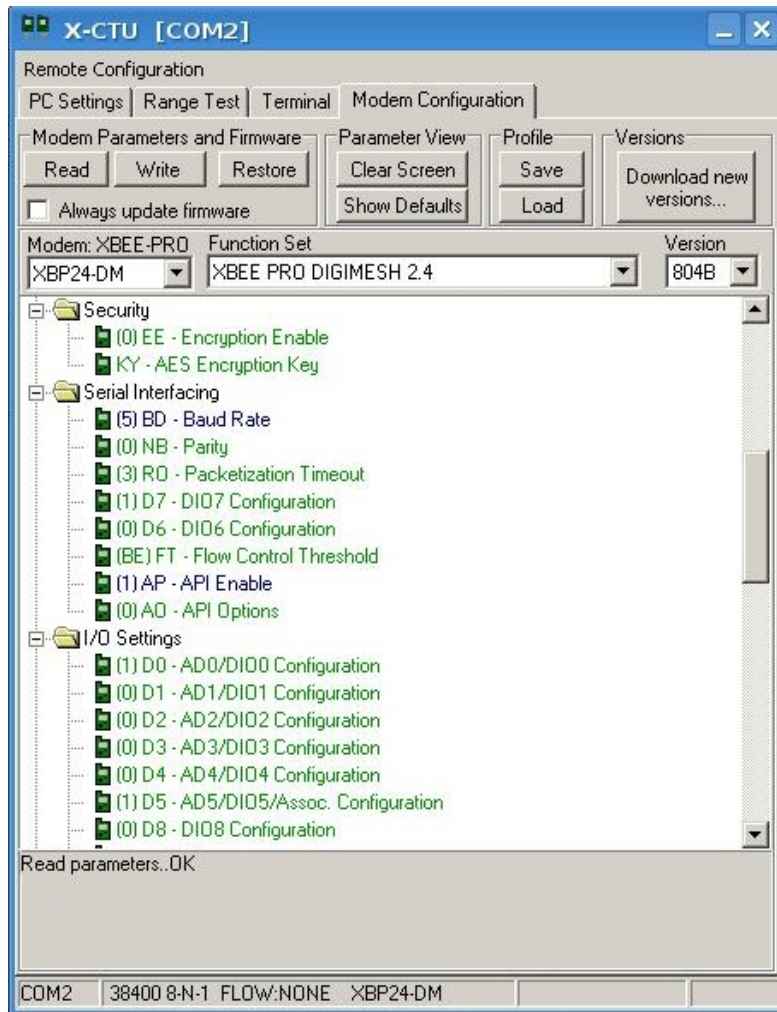 X-CTU [COM2]
Remote Configuration
PC Settings Range Test Terminal Modem Configuration
Modem Parameters and Firmware Parameter View Profile Versions
Read Write Restore Clear Screen Save Download new versions...
Always update firmware Show Defaults Load
Modem: XBEE-PRO Function Set Version
XBP24-DM XBEE PRO DIGIMESH 2.4 804B
Security
(0) EE - Encryption Enable
KY - AES Encryption Key
Serial Interfacing
(5) BD - Baud Rate
(0) NB - Parity
(3) RO - Packetization Timeout
(1) D7 - DIO7 Configuration
(0) D6 - DIO6 Configuration
(BE) FT - Flow Control Threshold
(1) AP - API Enable
(0) AO - API Options
I/O Settings
(1) D0 - AD0/DIO0 Configuration
(0) D1 - AD1/DIO1 Configuration
(0) D2 - AD2/DIO2 Configuration
(0) D3 - AD3/DIO3 Configuration
(0) D4 - AD4/DIO4 Configuration
(1) D5 - AD5/DIO5/Assoc. Configuration
(0) D8 - DIO8 Configuration
Read parameters..OK
COM2 38400 8-N-1 FLOW:NONE XBP24-DM